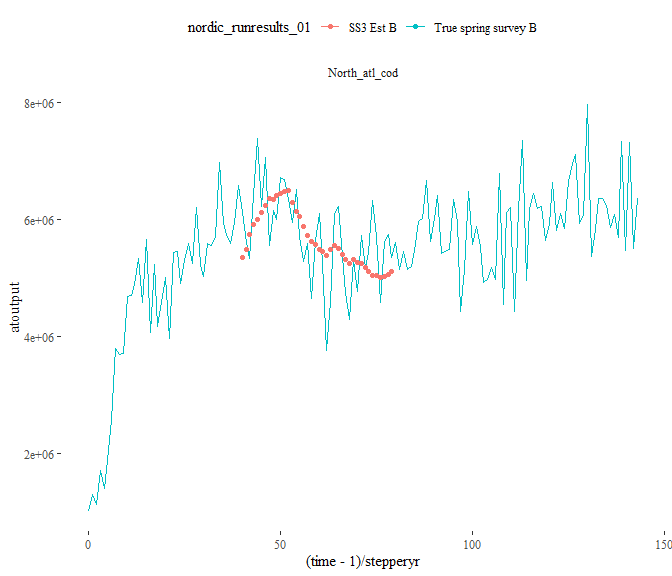 nordic_runresults_01 SS3 Est B True spring survey B
North_atl_cod
8e+06
6e+06
4e+06
2e+06
atoutput
0 50 100 150
(time - 1)/stepperyr